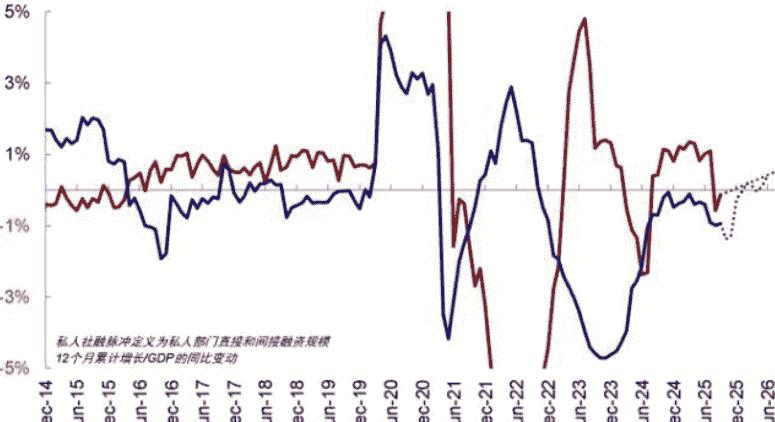 5%
3%
1%
-1%
-3%
-5%
私人社融脉冲定义为私人部门直接和间接融资规模
12个月累计增长/GDP的同比变动
ec-14
un-15
ec-15
un-16
ec-16
un-17
ec-17
un-18
ec-18
un-19
ec-19
un-20
ec-20
un-21
ec-21
un-22
ec-22
un-23
ec-23
un-24
ec-24
un-25
ec-25
un-26